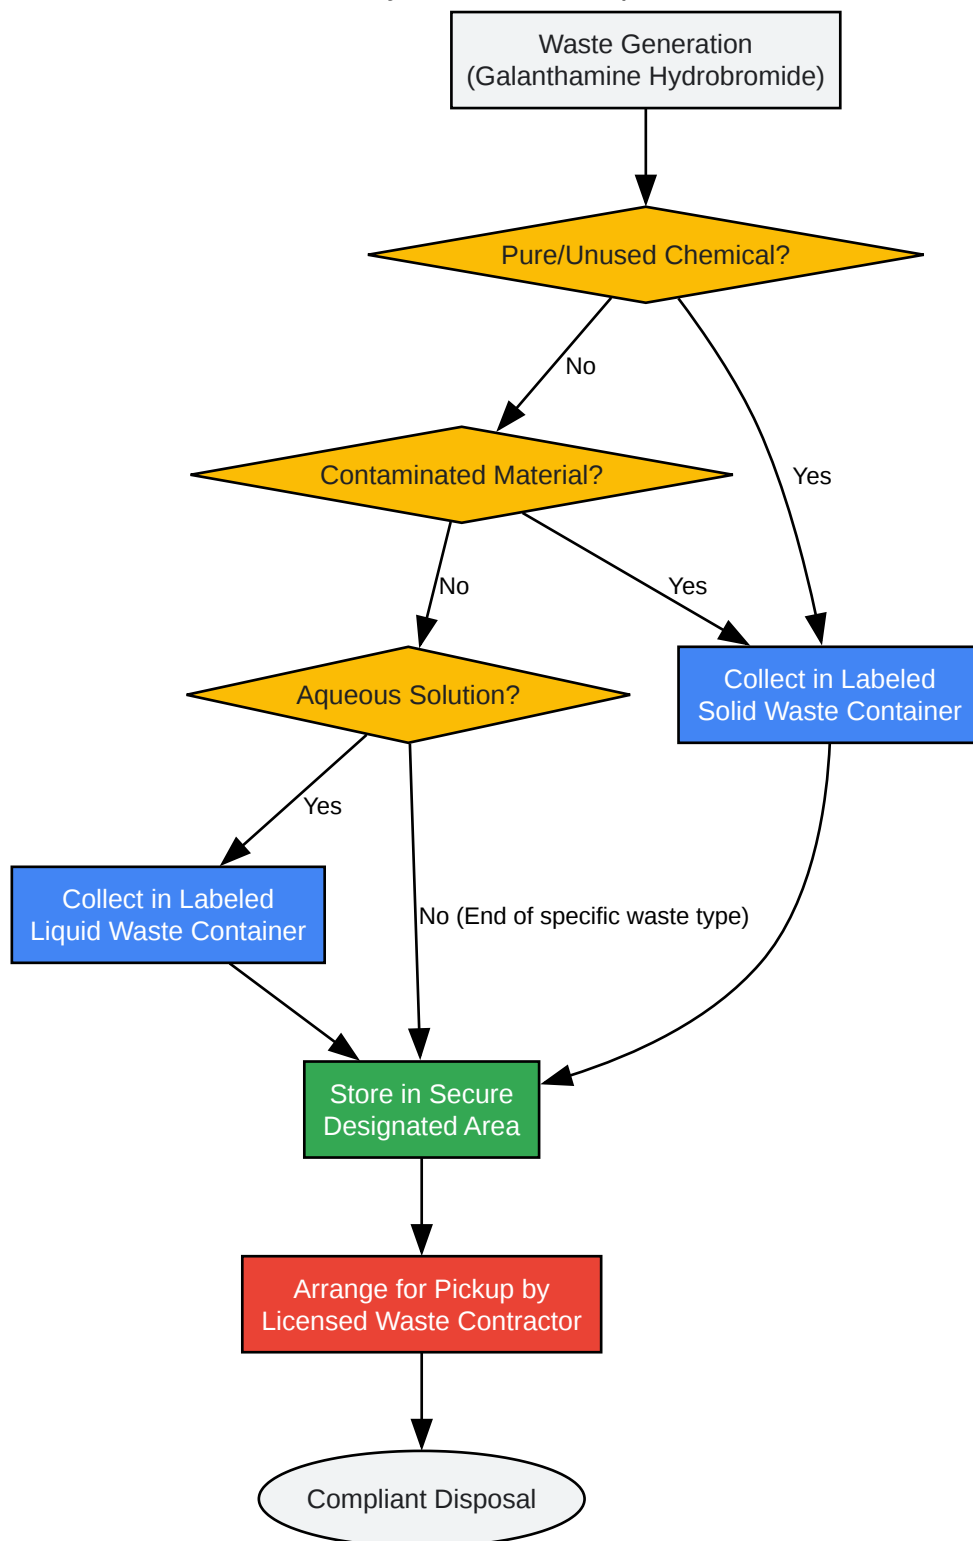 Waste Generation
(Galanthamine Hydrobromide)
Pure/Unused Chemical?
No
Yes
Contaminated Material?
No
Yes
Aqueous Solution?
Collect in Labeled
Solid Waste Container
Yes
Collect in Labeled
Liquid Waste Container
No (End of specific waste type)
Store in Secure
Designated Area
Arrange for Pickup by
Licensed Waste Contractor
Compliant Disposal